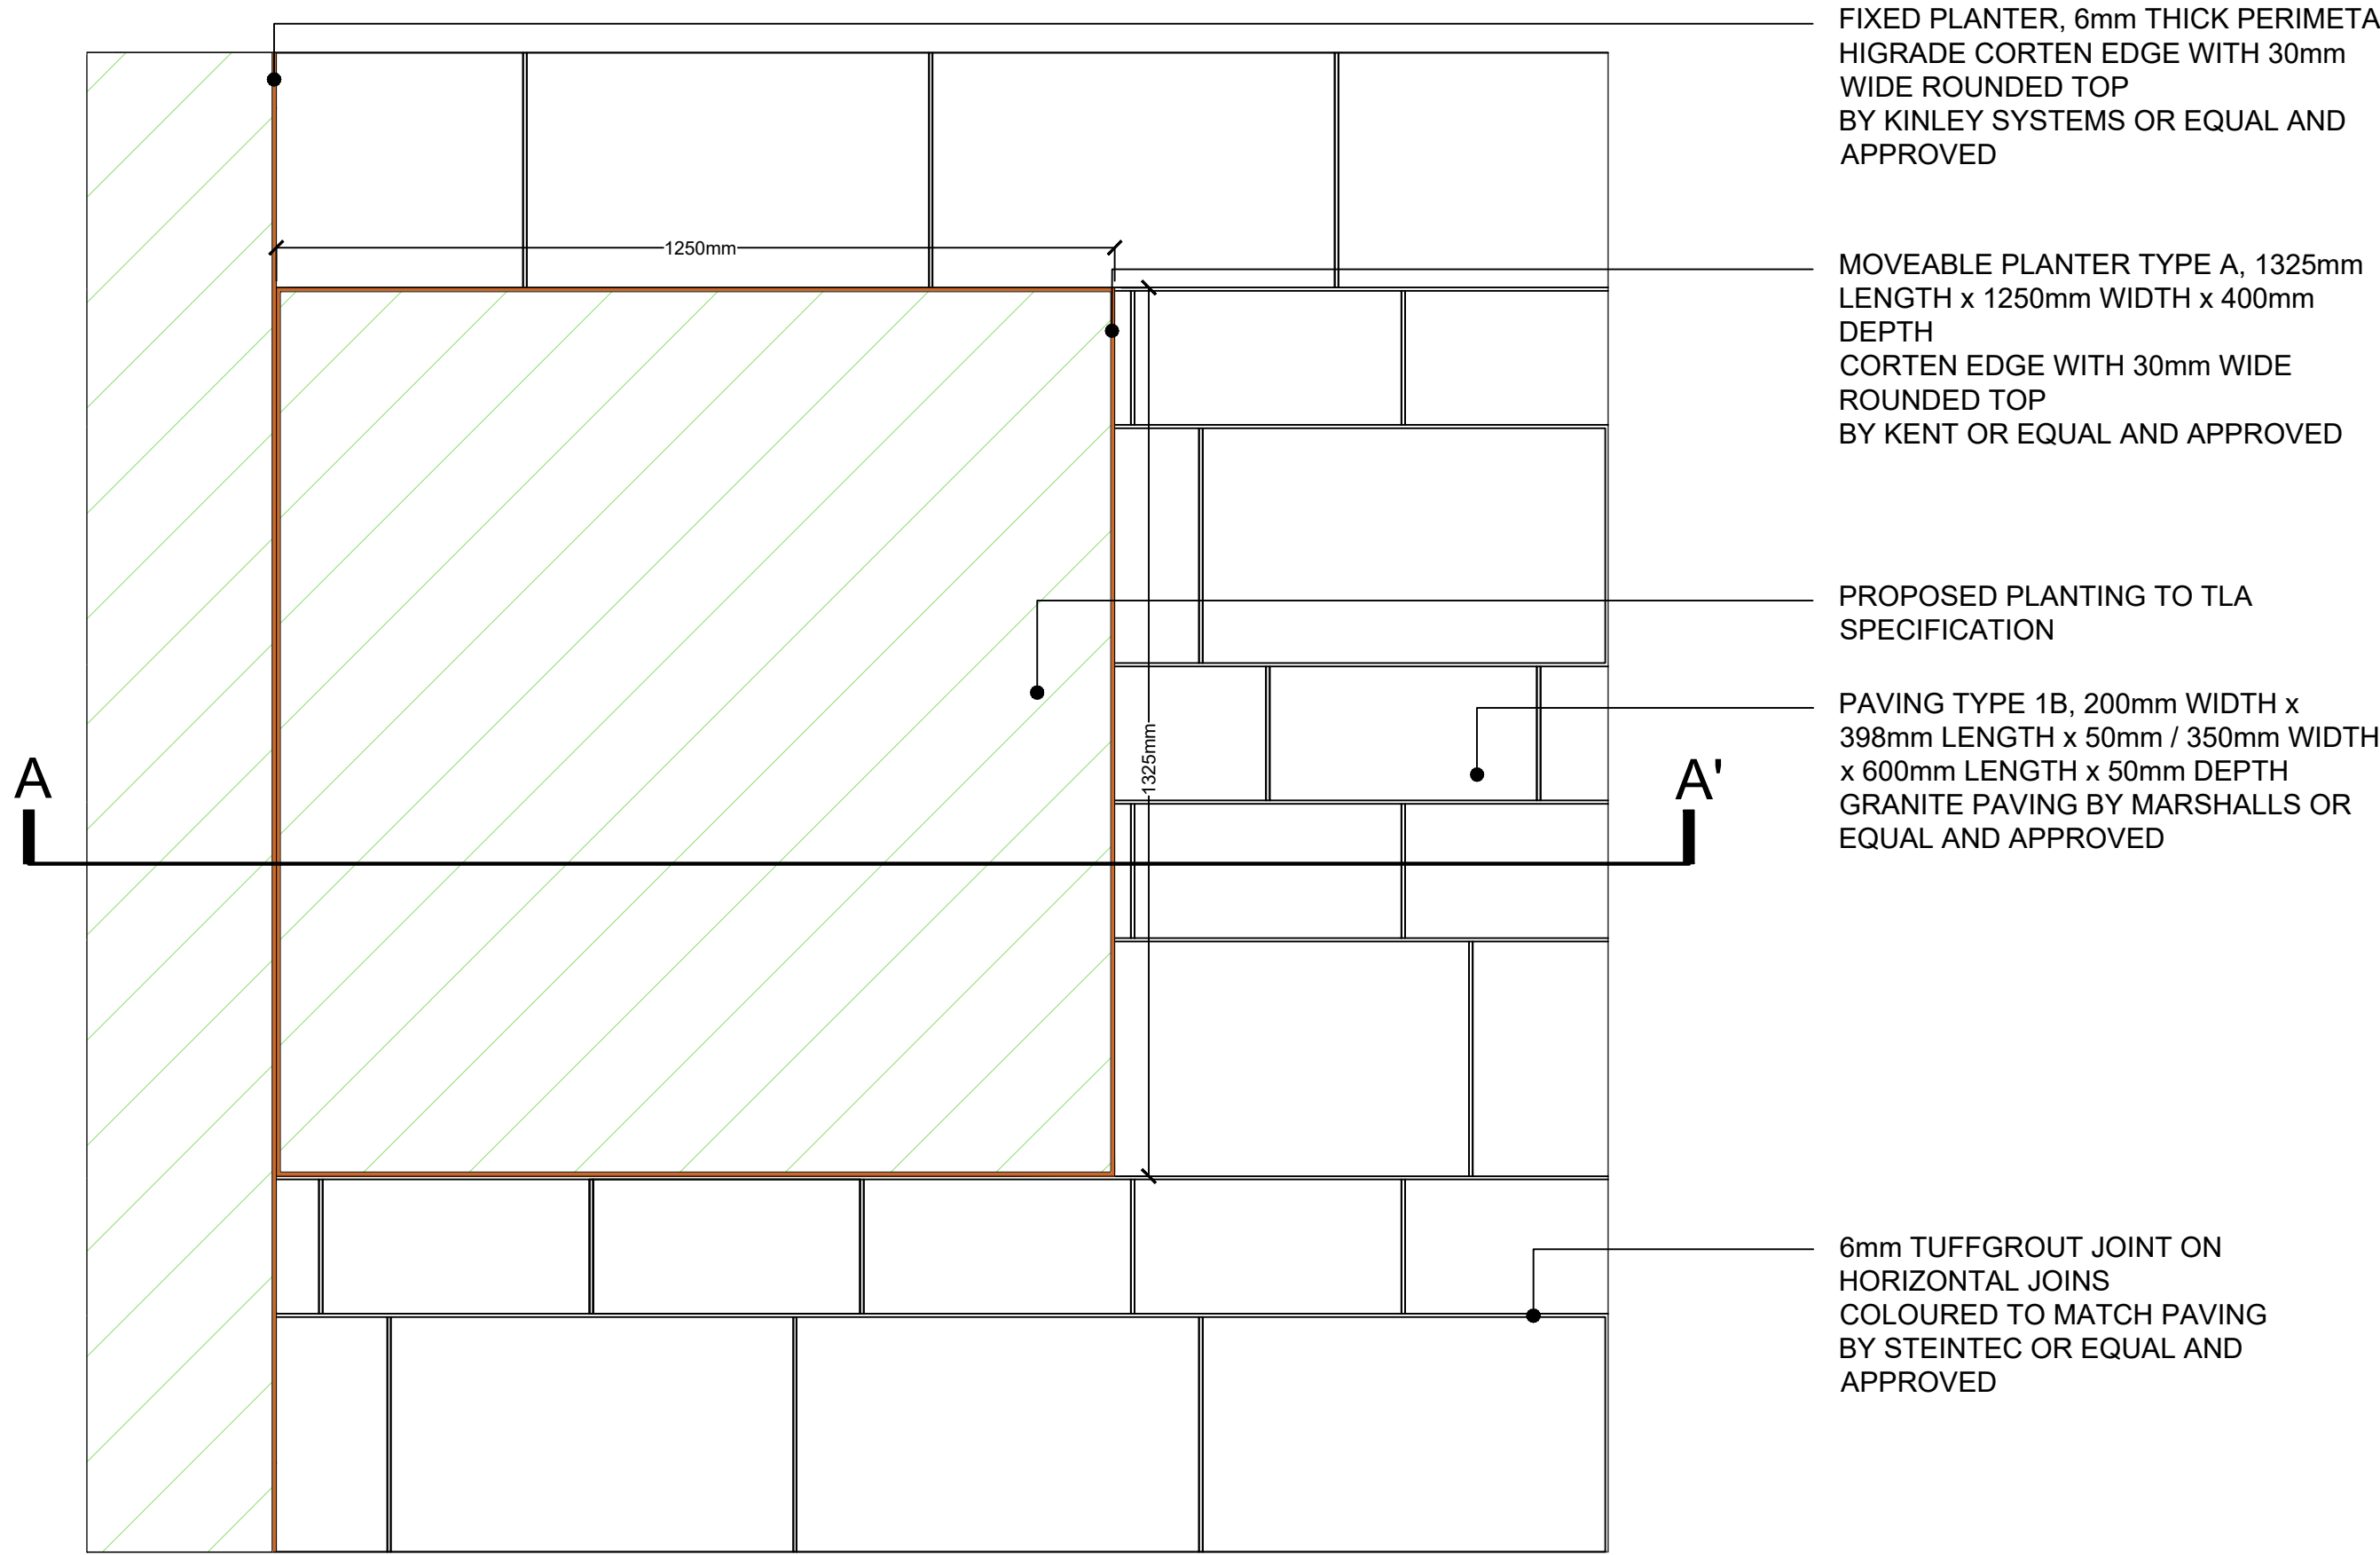 FIXED PLANTER, 6mm THICK PERIMETA
HIGRADE CORTEN EDGE WITH 30mm
WIDE ROUNDED TOP
BY KINLEY SYSTEMS OR EQUAL AND
APPROVED
1250mm
MOVEABLE PLANTER TYPE A, 1325mm
LENGTH x 1250mm WIDTH x 400mm
DEPTH
CORTEN EDGE WITH 30mm WIDE
ROUNDED TOP
BY KENT OR EQUAL AND APPROVED
PROPOSED PLANTING TO TLA
SPECIFICATION
PAVING TYPE 1B, 200mm WIDTH x
398mm LENGTH x 50mm / 350mm WIDTH
x 600mm LENGTH x 50mm DEPTH
GRANITE PAVING BY MARSHALLS OR
EQUAL AND APPROVED
1325mm
A
A'
6mm TUFFGROUT JOINT ON
HORIZONTAL JOINS
COLOURED TO MATCH PAVING
BY STEINTEC OR EQUAL AND
APPROVED